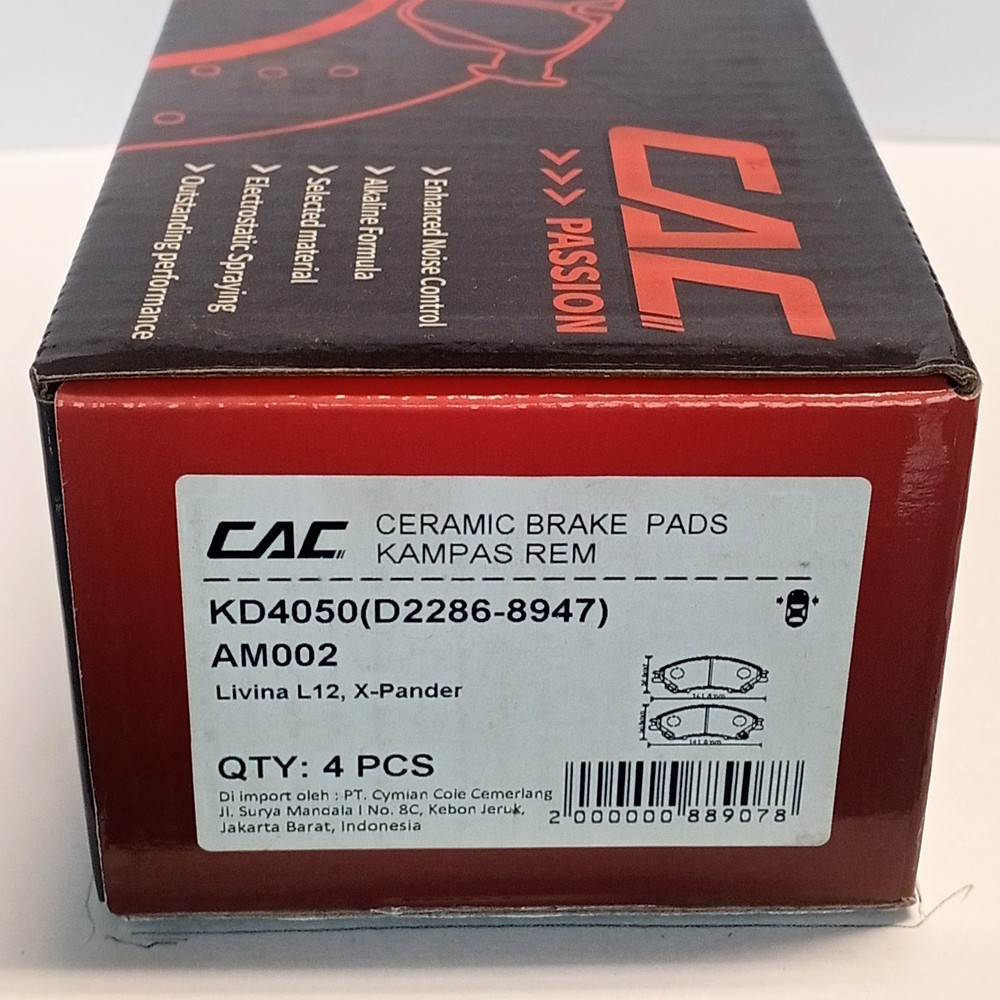 CAC
PASSION
Enhanced Noise Control
Alkaline Formula
Selected material
Electrostatic Spraying
Outstanding performance
CAC CERAMIC BRAKE PADS
KAMPAS REM
KD4050(D2286-8947)
AM002
Livina L12, X-Pander
QTY: 4 PCS
Di import oleh : PT. Cymian Cole Cemerlang
Jl. Surya Mandala I No. 8C, Kebon Jeruk,
Jakarta Barat, Indonesia
2 000000 889078